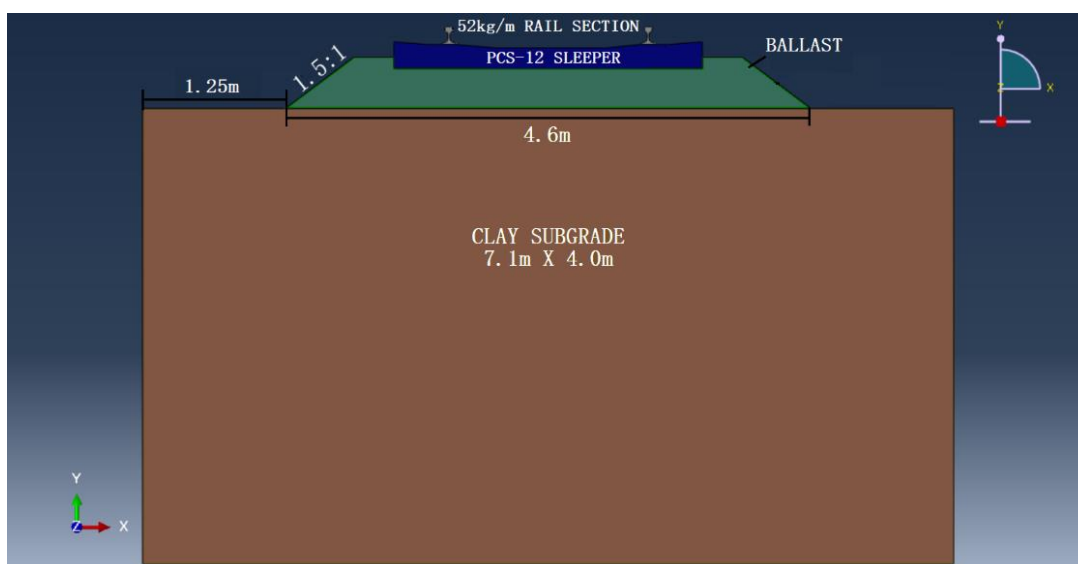 52kg/m RAIL SECTION
BALLAST
PCS-12 SLEEPER
1.5:1
1.25m
4.6m
CLAY SUBGRADE
7.1m X 4.0m
Y
X
Z
Y
X
Z